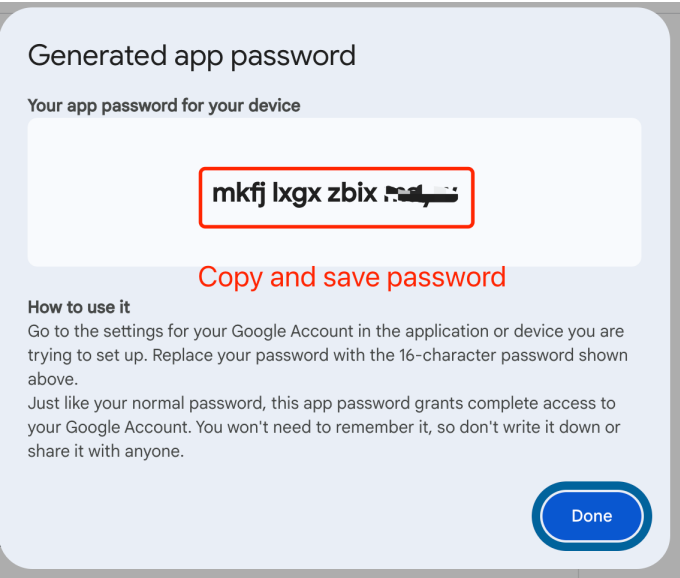 Generated app password
Your app password for your device
mkfj lxgx zbix
Copy and save password
How to use it
Go to the settings for your Google Account in the application or device you are
trying to set up. Replace your password with the 16-character password shown
above.
Just like your normal password, this app password grants complete access to
your Google Account. You won't need to remember it, so don't write it down or
share it with anyone.
Done